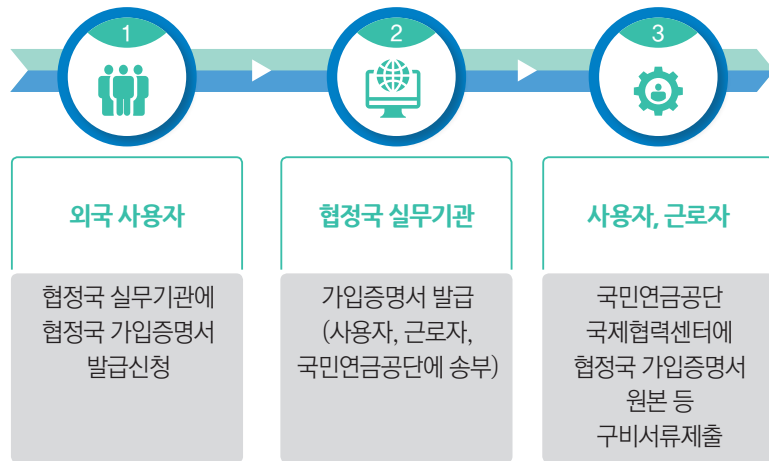 1
2
3
외국 사용자
협정국 실무기관에
협정국 가입증명서
발급신청
협정국 실무기관
가입증명서 발급
(사용자, 근로자,
국민연금공단에 송부)
사용자, 근로자
국민연금공단
국제협력센터에
협정국 가입증명서
원본 등
구비서류제출